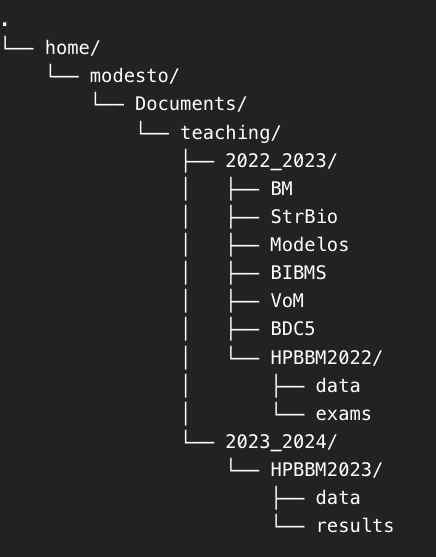 .
└── home/
    └── modesto/
        └── Documents/
            └── teaching/
                ├── 2022_2023/
                │   ├── BM
                │   ├── StrBio
                │   ├── Modelos
                │   ├── BIBMS
                │   ├── VoM
                │   ├── BDC5
                │   └── HPBBM2022/
                │       ├── data
                │       └── exams
                └── 2023_2024/
                    └── HPBBM2023/
                        ├── data
                        └── results